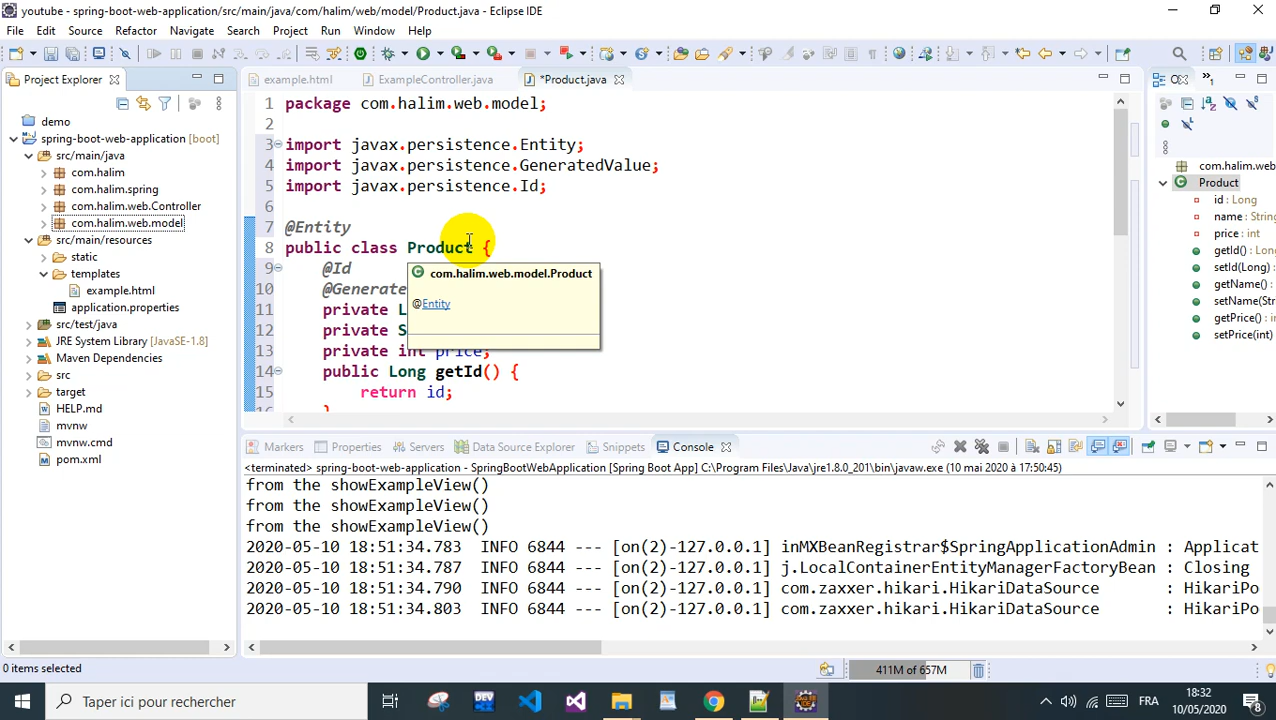 youtube - spring-boot-web-application/src/main/java/com/halim/web/model/Product.java - Eclipse IDE
File Edit Source Refactor Navigate Search Project Run Window Help
Project Explorer
example.html
ExampleController.java
*Product.java
demo
spring-boot-web-application [boot]
src/main/java
com.halim
com.halim.spring
com.halim.web.Controller
com.halim.web.model
src/main/resources
static
templates
example.html
application.properties
src/test/java
JRE System Library [JavaSE-1.8]
Maven Dependencies
src
target
HELP.md
mvnw
mvnw.cmd
pom.xml
1 package com.halim.web.model;
2
3 import javax.persistence.Entity;
4 import javax.persistence.GeneratedValue;
5 import javax.persistence.Id;
6
7 @Entity
8 public class Product {
9 @Id
10 @Generate
11 private L
12 private S
13 private int price;
14 public Long getId() {
15 return id;
16 }
com.halim.web.model.Product
@Entity
com.halim.web.
Product
id : Long
name : String
price : int
getId() : Long
setId(Long)
getName() :
setName(Str
getPrice() : in
setPrice(int)
Markers Properties Servers Data Source Explorer Snippets Console
<terminated> spring-boot-web-application - SpringBootWebApplication [Spring Boot App] C:\Program Files\Java\jre1.8.0_201\bin\javaw.exe (10 mai 2020 à 17:50:45)
from the showExampleView()
from the showExampleView()
from the showExampleView()
2020-05-10 18:51:34.783 INFO 6844 --- [on(2)-127.0.0.1] inMXBeanRegistrar$SpringApplicationAdmin : Applicat
2020-05-10 18:51:34.787 INFO 6844 --- [on(2)-127.0.0.1] j.LocalContainerEntityManagerFactoryBean : Closing
2020-05-10 18:51:34.790 INFO 6844 --- [on(2)-127.0.0.1] com.zaxxer.hikari.HikariDataSource : HikariPo
2020-05-10 18:51:34.803 INFO 6844 --- [on(2)-127.0.0.1] com.zaxxer.hikari.HikariDataSource : HikariPo
0 items selected
411M of 657M
Taper ici pour rechercher
FRA
18:32
10/05/2020
8